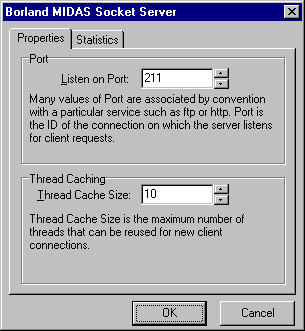 Borland MIDAS Socket Server
Properties
Statistics
Port
Listen on Port:
211
Many values of Port are associated by convention
with a particular service such as ftp or http. Port is
the ID of the connection on which the server listens
for client requests.
Thread Caching
Thread Cache Size:
10
Thread Cache Size is the maximum number of
threads that can be reused for new client
connections.
OK
Cancel